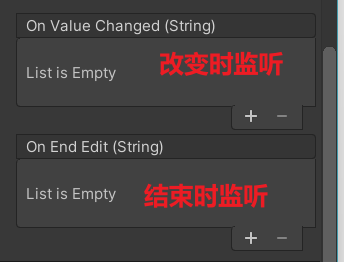 On Value Changed (String)
List is Empty
改变时监听
+ −
On End Edit (String)
List is Empty
结束时监听
+ −